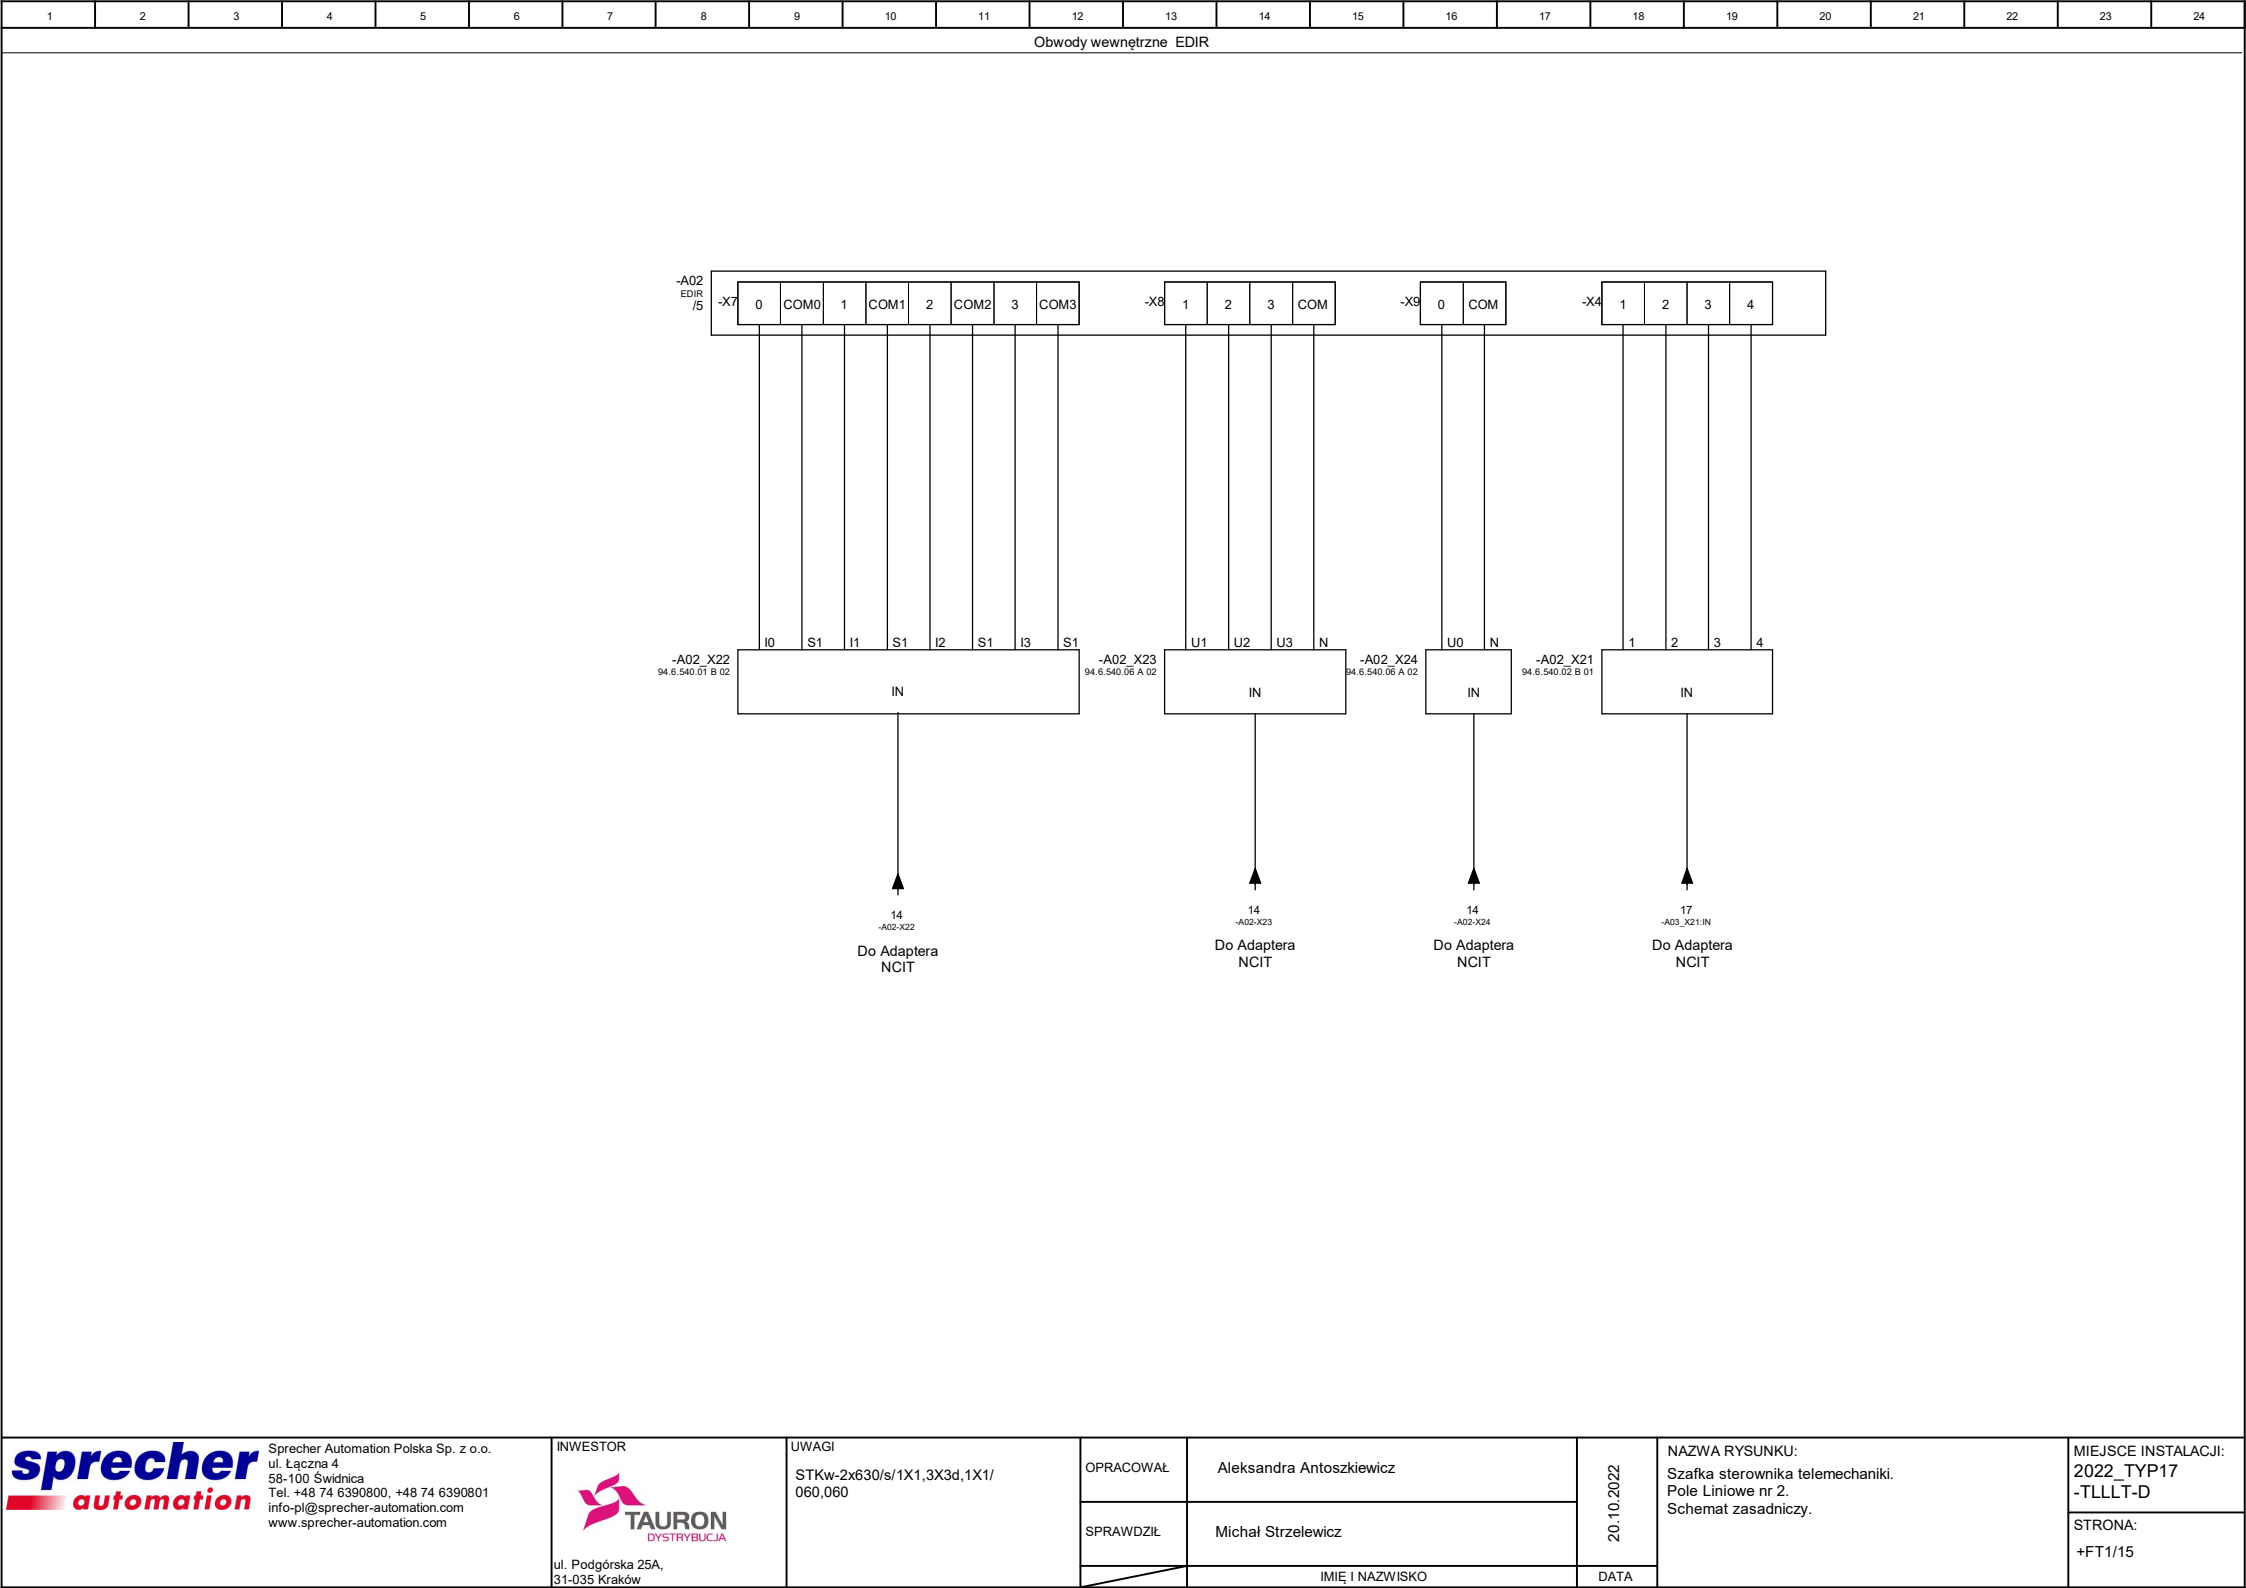 1 2 3 4 5 6 7 8 9 10 11 12 13 14 15 16 17 18 19 20 21 22 23 24
Obwody wewnętrzne EDIR
-A02
EDIR
/5
-X7 0 COM0 1 COM1 2 COM2 3 COM3
-X8 1 2 3 COM
-X9 0 COM
-X4 1 2 3 4
I0 S1 I1 S1 I2 S1 I3 S1
-A02_X22
94.6.540.01 B 02
IN
U1 U2 U3 N
-A02_X23
94.6.540.06 A 02
IN
U0 N
-A02_X24
94.6.540.06 A 02
IN
1 2 3 4
-A02_X21
94.6.540.02 B 01
IN
14
-A02-X22
Do Adaptera
NCIT
14
-A02-X23
Do Adaptera
NCIT
14
-A02-X24
Do Adaptera
NCIT
17
-A03_X21:IN
Do Adaptera
NCIT
sprecher
automation
Sprecher Automation Polska Sp. z o.o.
ul. Łączna 4
58-100 Świdnica
Tel. +48 74 6390800, +48 74 6390801
info-pl@sprecher-automation.com
www.sprecher-automation.com
INWESTOR
TAURON
DYSTRYBUCJA
ul. Podgórska 25A,
31-035 Kraków
UWAGI
STKw-2x630/s/1X1,3X3d,1X1/
060,060
OPRACOWAŁ
Aleksandra Antoszkiewicz
SPRAWDZIŁ
Michał Strzelewicz
IMIĘ I NAZWISKO
20.10.2022
DATA
NAZWA RYSUNKU:
Szafka sterownika telemechaniki.
Pole Liniowe nr 2.
Schemat zasadniczy.
MIEJSCE INSTALACJI:
2022_TYP17
-TLLLT-D
STRONA:
+FT1/15